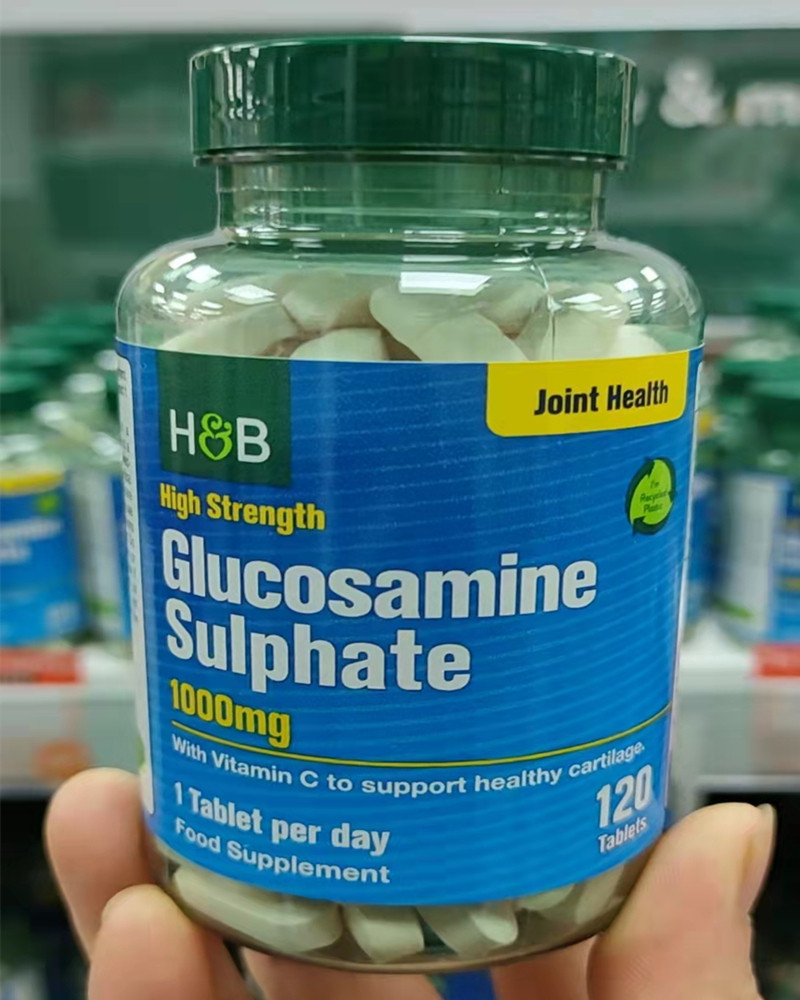 & m
H&B
Joint Health
High Strength
Glucosamine
Sulphate
1000mg
With Vitamin C to support healthy cartilage.
1 Tablet per day
Food Supplement
120
Tablets